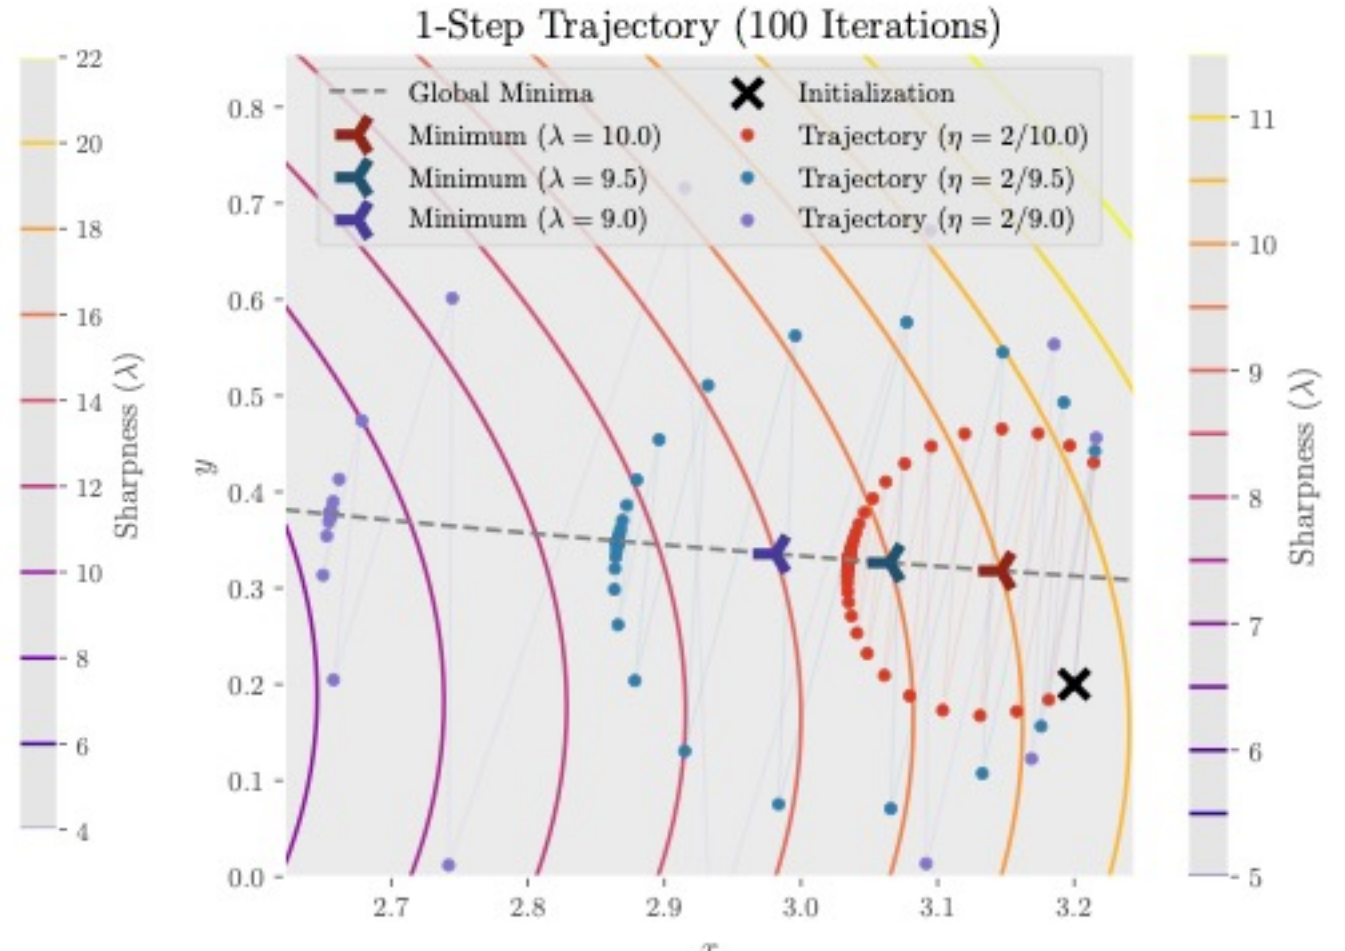 1-Step Trajectory (100 Iterations)
22
20
18
16
14
12
10
8
6
4
Sharpness (λ)
y
0.8
0.7
0.6
0.5
0.4
0.3
0.2
0.1
0.0
Global Minima
Minimum (λ = 10.0)
Minimum (λ = 9.5)
Minimum (λ = 9.0)
Initialization
Trajectory (η = 2/10.0)
Trajectory (η = 2/9.5)
Trajectory (η = 2/9.0)
2.7 2.8 2.9 3.0 3.1 3.2
x
11
10
9
8
7
6
5
Sharpness (λ)